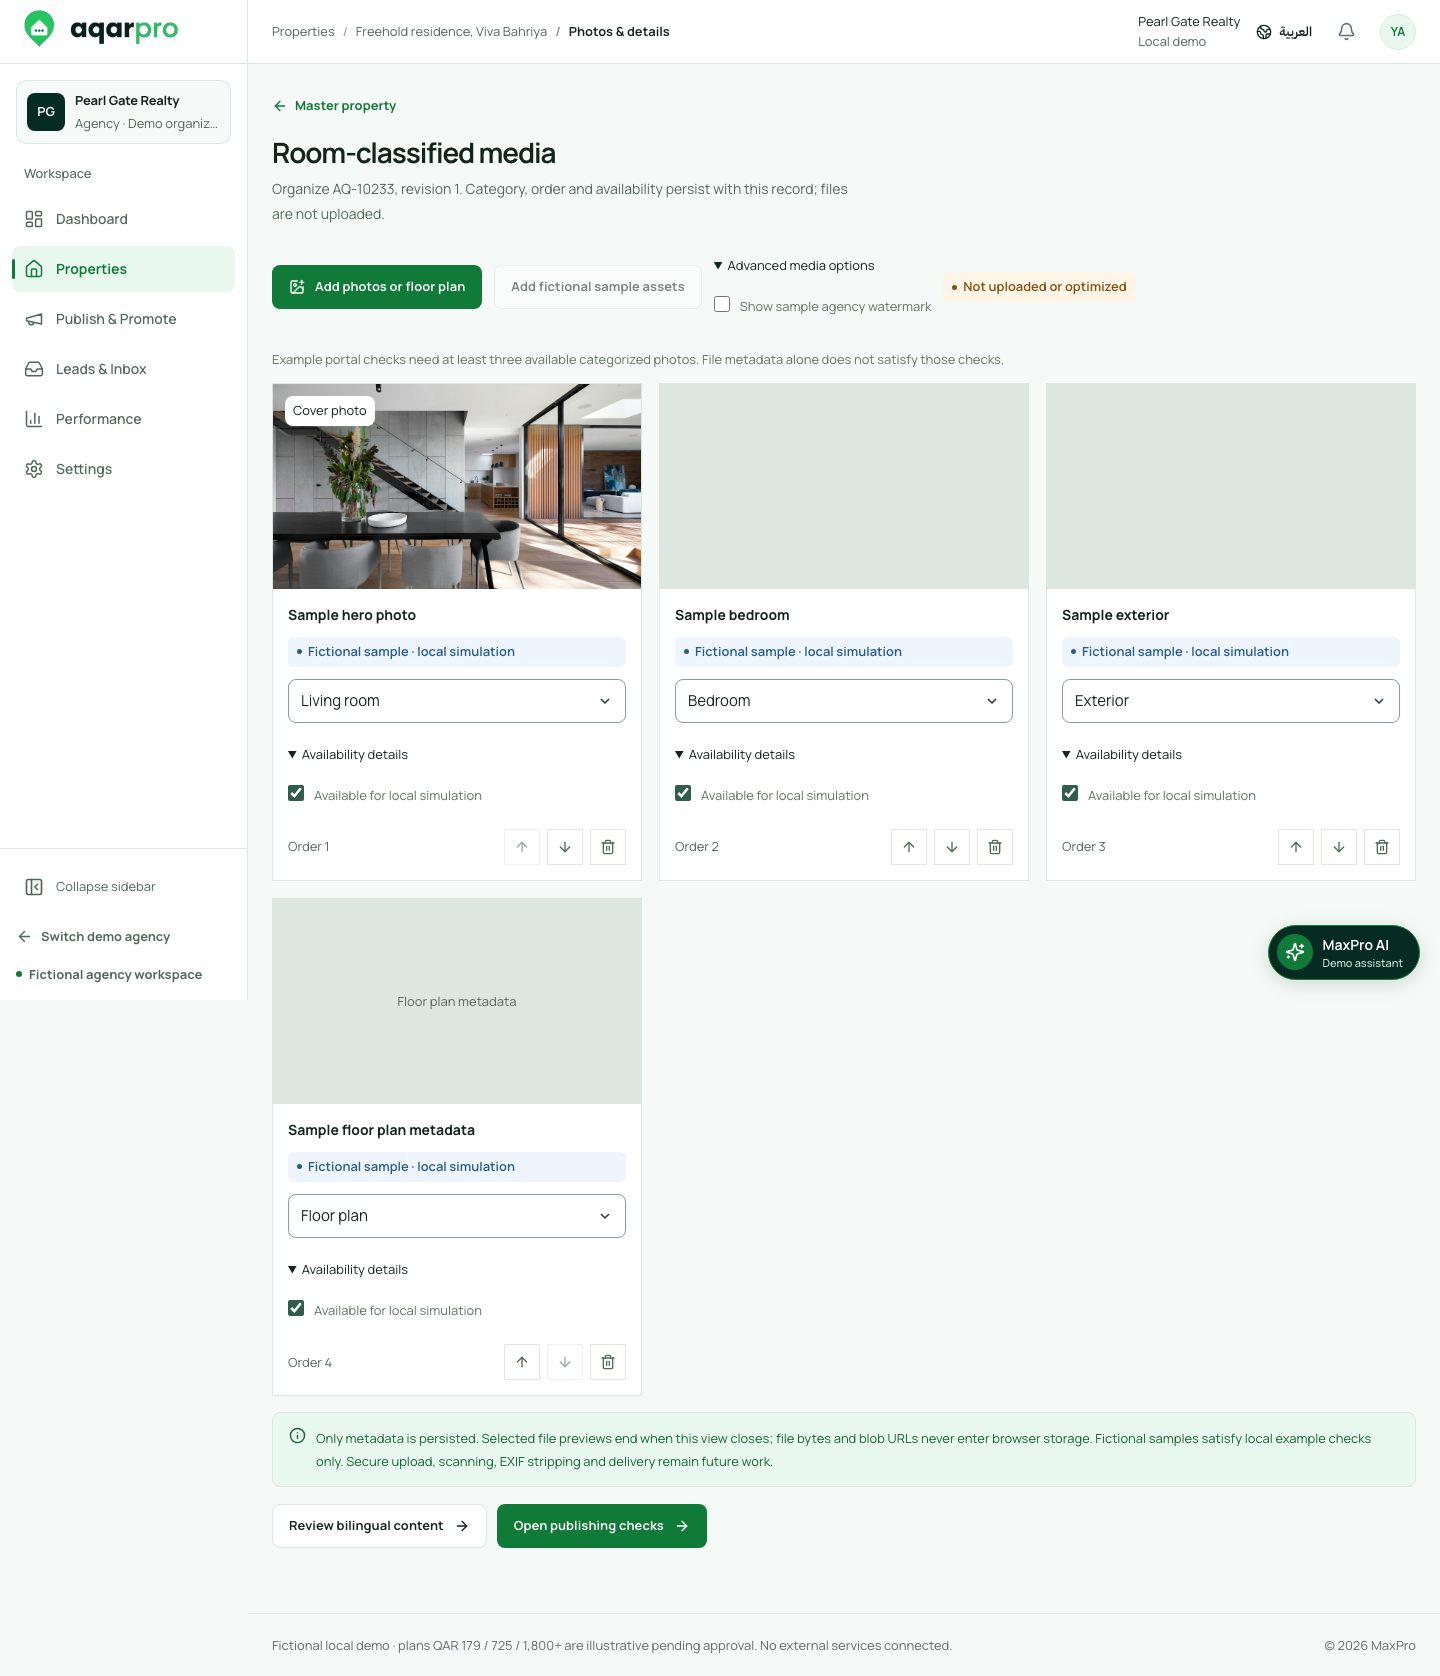 aqarpro
Properties / Freehold residence, Viva Bahriya / Photos & details
Pearl Gate Realty
Local demo
العربية
YA
PG
Pearl Gate Realty
Agency · Demo organiz...
Workspace
Dashboard
Properties
Publish & Promote
Leads & Inbox
Performance
Settings
Collapse sidebar
Switch demo agency
Fictional agency workspace
Master property
Room-classified media
Organize AQ-10233, revision 1. Category, order and availability persist with this record; files
are not uploaded.
Add photos or floor plan
Add fictional sample assets
Advanced media options
Show sample agency watermark
Not uploaded or optimized
Example portal checks need at least three available categorized photos. File metadata alone does not satisfy those checks.
Cover photo
Sample hero photo
Fictional sample · local simulation
Living room
Availability details
Available for local simulation
Order 1
Sample bedroom
Fictional sample · local simulation
Bedroom
Availability details
Available for local simulation
Order 2
Sample exterior
Fictional sample · local simulation
Exterior
Availability details
Available for local simulation
Order 3
Floor plan metadata
Sample floor plan metadata
Fictional sample · local simulation
Floor plan
Availability details
Available for local simulation
Order 4
MaxPro AI
Demo assistant
Only metadata is persisted. Selected file previews end when this view closes; file bytes and blob URLs never enter browser storage. Fictional samples satisfy local example checks
only. Secure upload, scanning, EXIF stripping and delivery remain future work.
Review bilingual content
Open publishing checks
Fictional local demo · plans QAR 179 / 725 / 1,800+ are illustrative pending approval. No external services connected.
© 2026 MaxPro